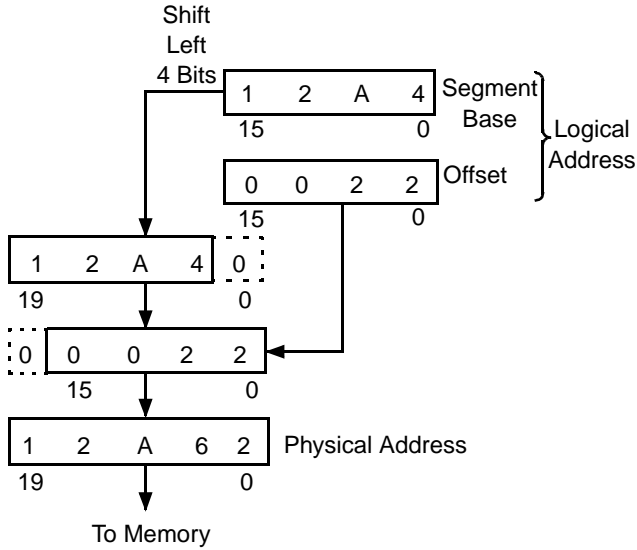 Shift
Left
4 Bits
1 2 A 4
Segment
Base
15 0
Logical
Address
0 0 2 2
Offset
15 0
1 2 A 4 0
19 0
0 0 0 2 2
15 0
1 2 A 6 2
Physical Address
19 0
To Memory